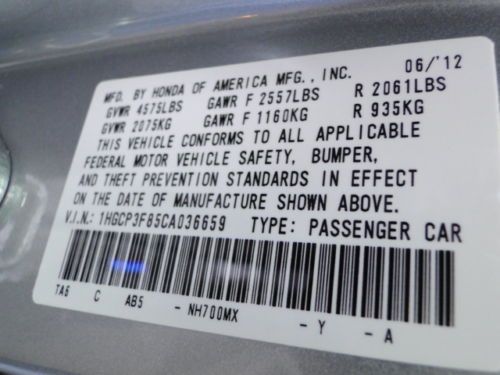 MFD. BY HONDA OF AMERICA MFG., INC. 06/'12
GVWR 4575LBS GAWR F 2557LBS R 2061LBS
GVWR 2075KG GAWR F 1160KG R 935KG
THIS VEHICLE CONFORMS TO ALL APPLICABLE
FEDERAL MOTOR VEHICLE SAFETY, BUMPER,
AND THEFT PREVENTION STANDARDS IN EFFECT
ON THE DATE OF MANUFACTURE SHOWN ABOVE.
V.I.N.: 1HGCP3F85CA036659 TYPE: PASSENGER CAR
TA6 C AB5 - NH700MX - Y - A